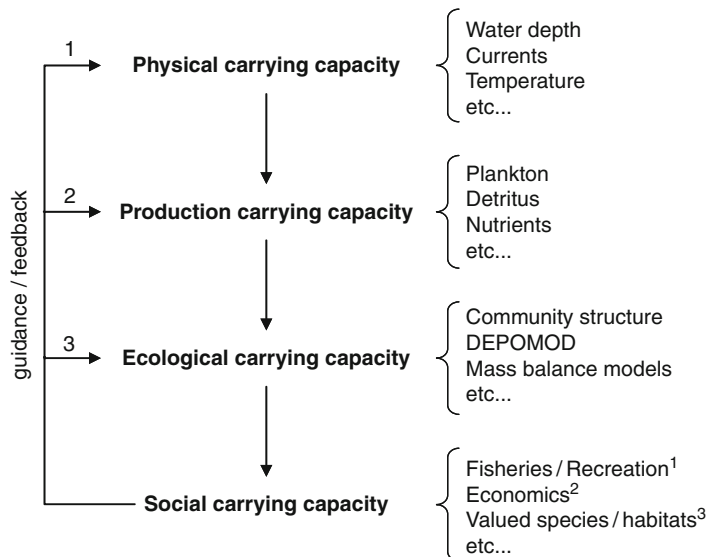 1
Physical carrying capacity
Water depth
Currents
Temperature
etc...
2
Production carrying capacity
Plankton
Detritus
Nutrients
etc...
guidance / feedback
3
Ecological carrying capacity
Community structure
DEPOMOD
Mass balance models
etc...
Social carrying capacity
Fisheries / Recreation¹
Economics²
Valued species / habitats³
etc...